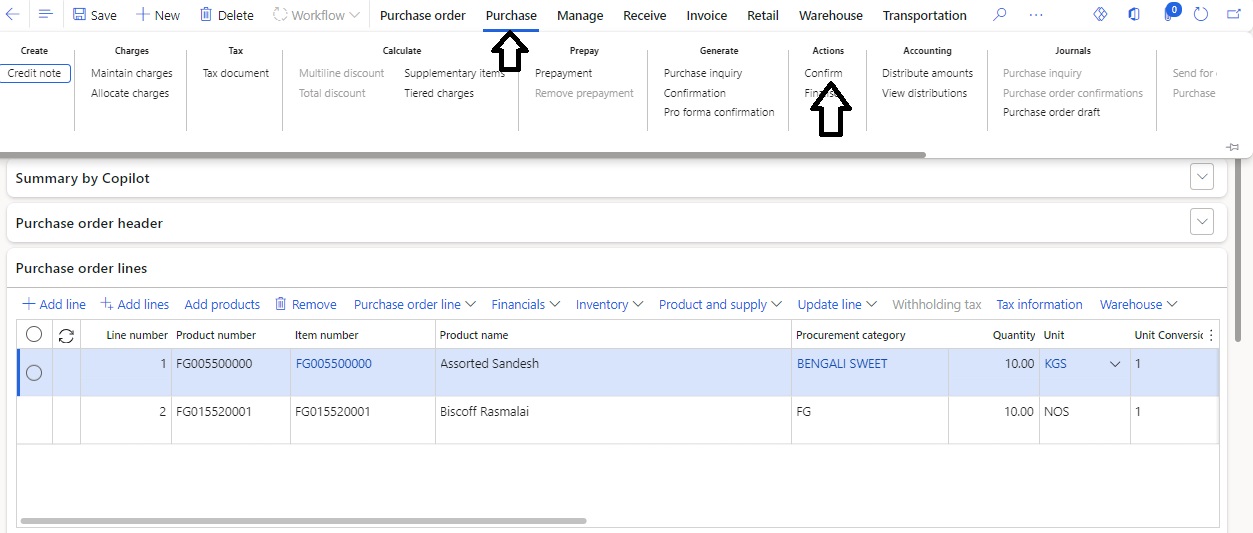 Save New Delete Workflow Purchase order Purchase Manage Receive Invoice Retail Warehouse Transportation ... 0
Create Charges Tax Calculate Prepay Generate Actions Accounting Journals
Credit note Maintain charges Tax document Multiline discount Supplementary items Prepayment Purchase inquiry Confirm Distribute amounts Purchase inquiry Send for
Allocate charges Total discount Tiered charges Remove prepayment Confirmation View distributions Purchase order confirmations Purchase
Pro forma confirmation Purchase order draft
Summary by Copilot
Purchase order header
Purchase order lines
+ Add line Add lines Add products Remove Purchase order line Financials Inventory Product and supply Update line Withholding tax Tax information Warehouse
Line number Product number Item number Product name Procurement category Quantity Unit Unit Conversic
1 FG005500000 FG005500000 Assorted Sandesh BENGALI SWEET 10.00 KGS 1
2 FG015520001 FG015520001 Biscoff Rasmalai FG 10.00 NOS 1